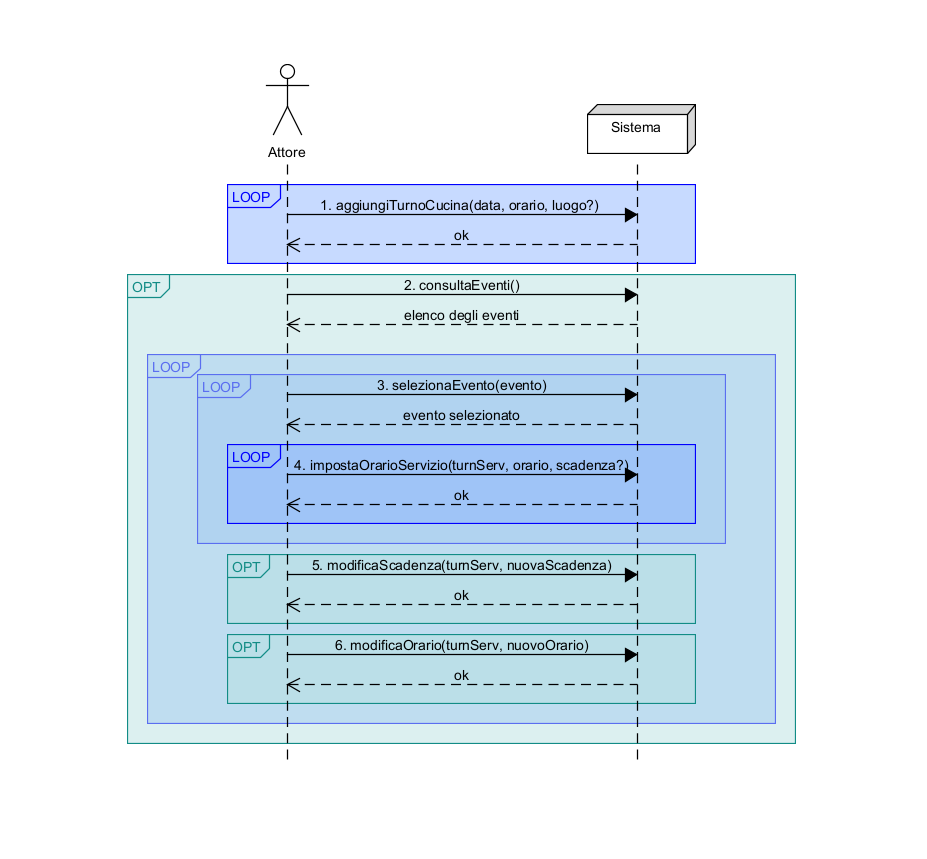 Attore
Sistema
LOOP
1. aggiungiTurnoCucina(data, orario, luogo?)
ok
OPT
2. consultaEventi()
elenco degli eventi
LOOP
LOOP
3. selezionaEvento(evento)
evento selezionato
LOOP
4. impostaOrarioServizio(turnServ, orario, scadenza?)
ok
OPT
5. modificaScadenza(turnServ, nuovaScadenza)
ok
OPT
6. modificaOrario(turnServ, nuovoOrario)
ok